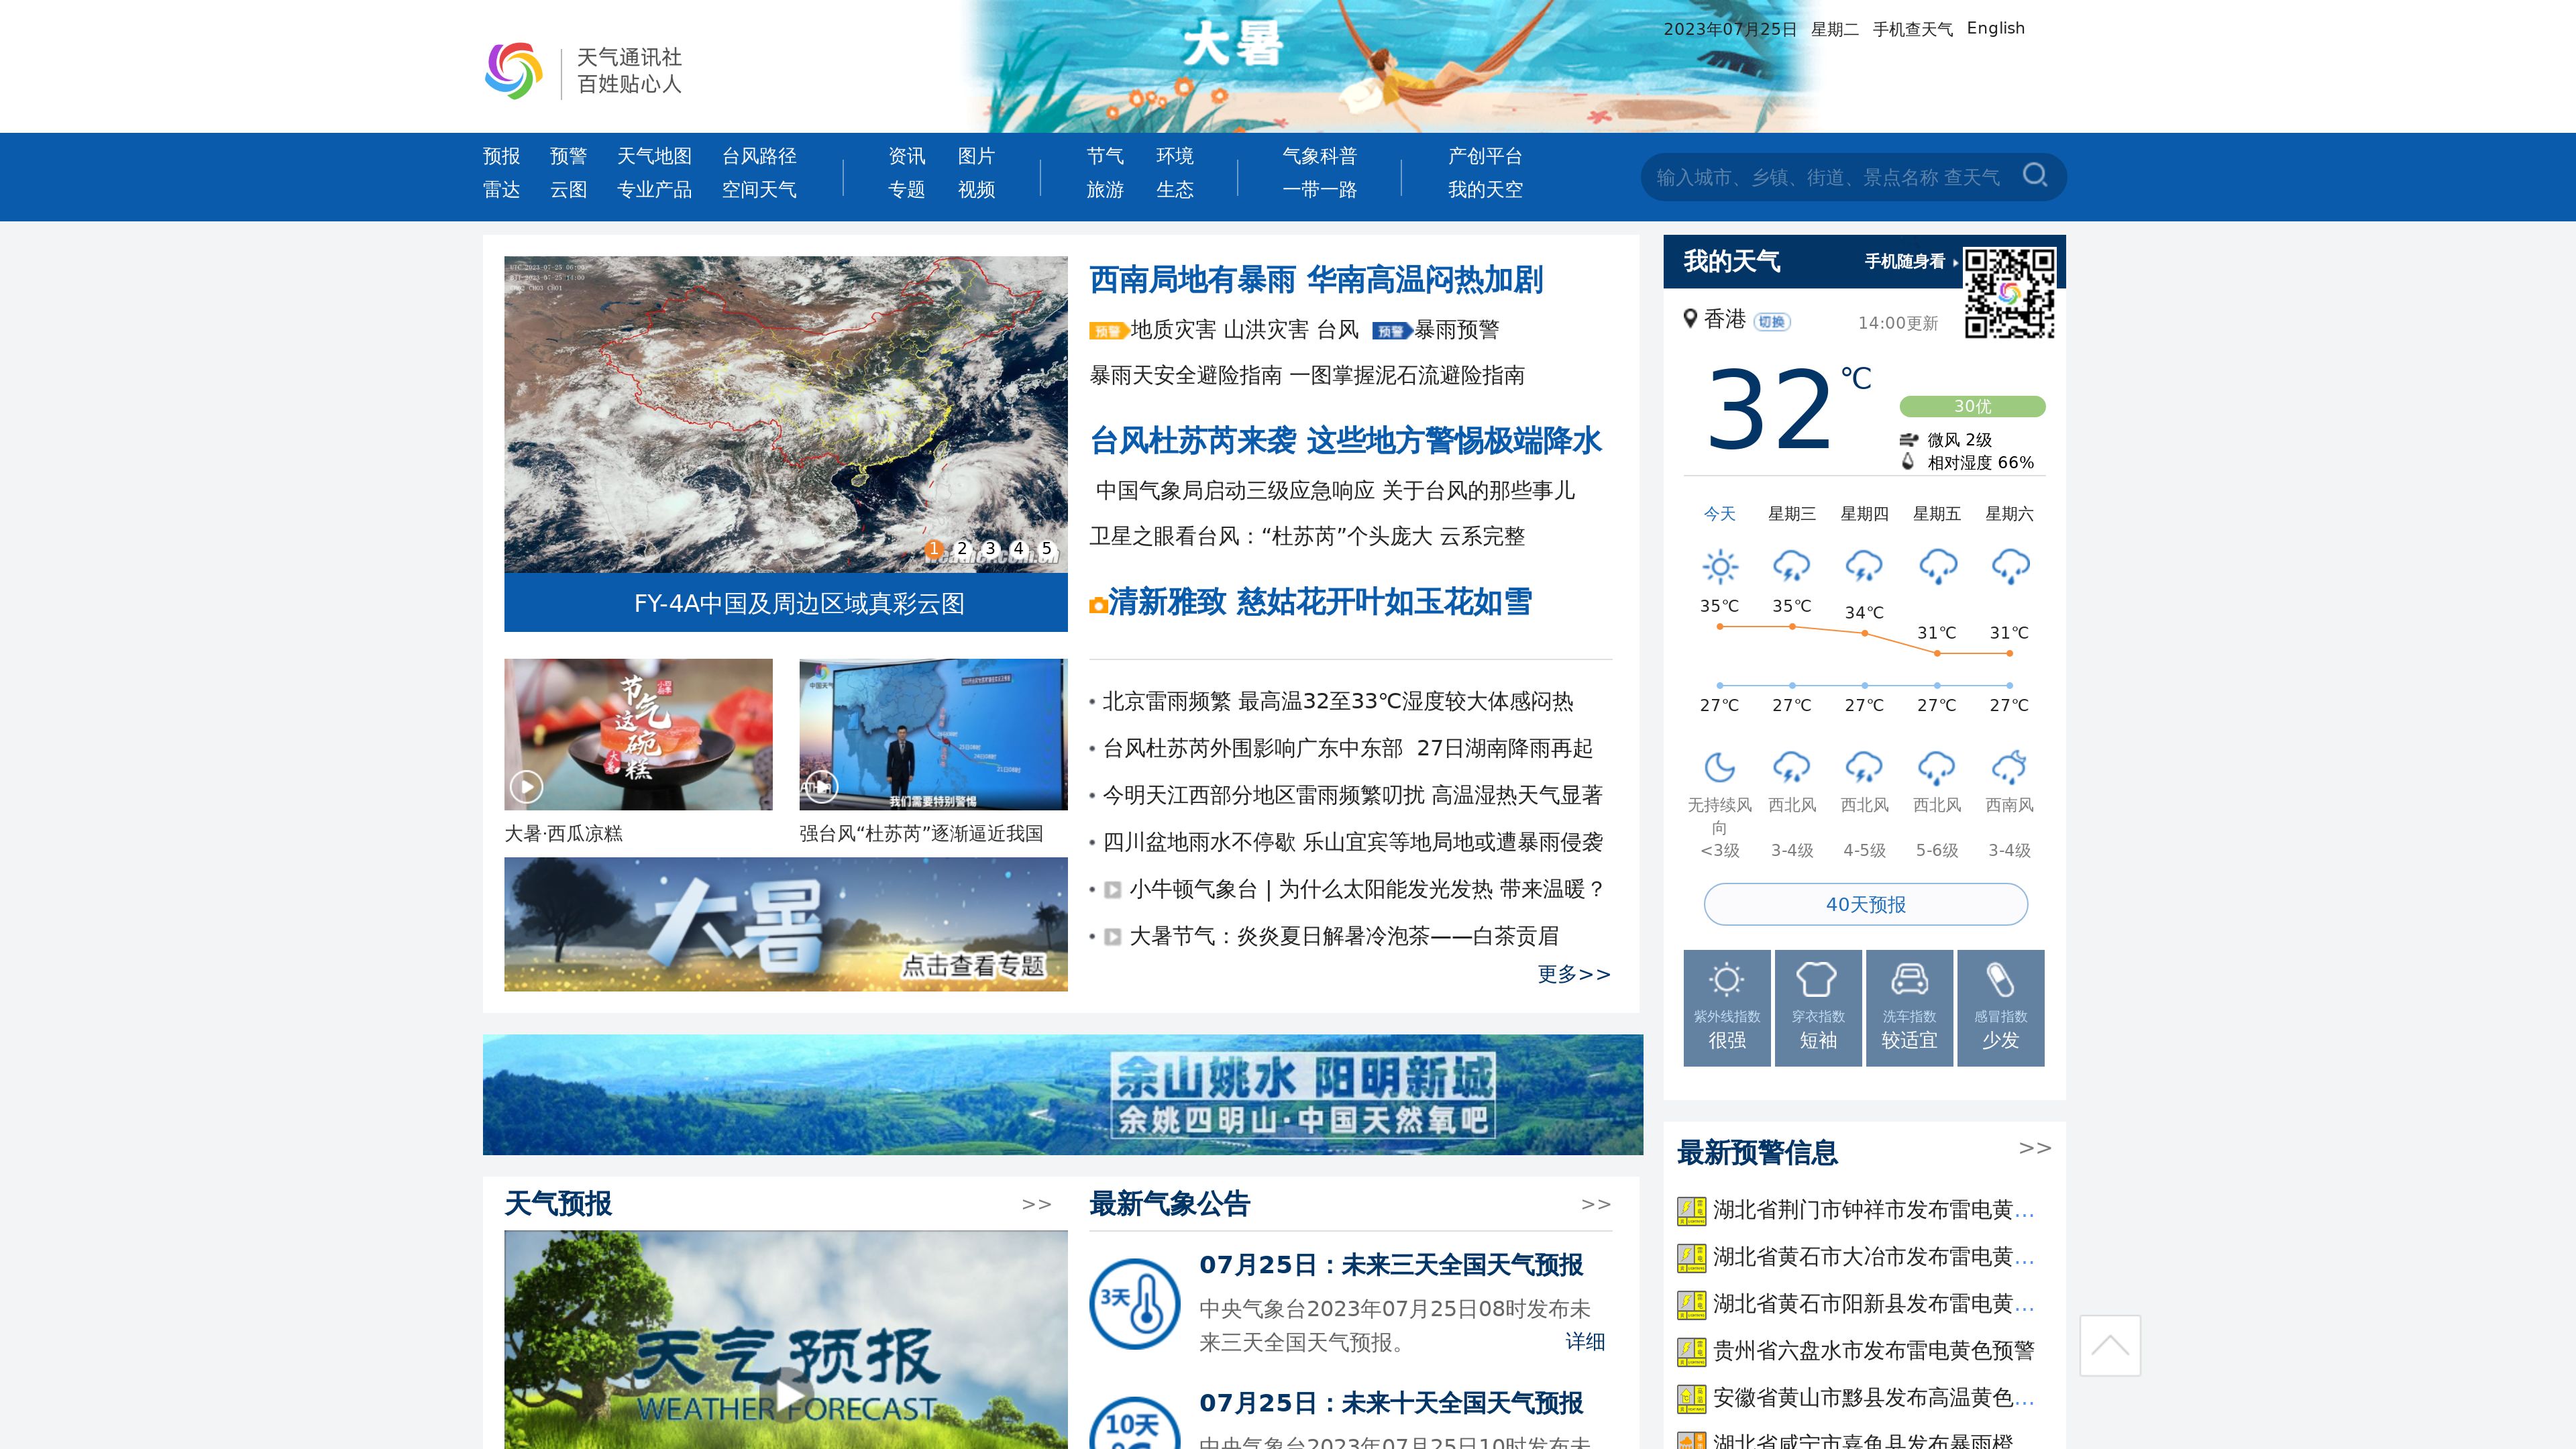 天气通讯社
百姓贴心人
大暑
2023年07月25日 星期二 手机查天气 English
预报 预警 天气地图 台风路径
雷达 云图 专业产品 空间天气
资讯 图片
专题 视频
节气 环境
旅游 生态
气象科普
一带一路
产创平台
我的天空
输入城市、乡镇、街道、景点名称 查天气
1 2 3 4 5
weather.com.cn
FY-4A中国及周边区域真彩云图
节气
这碗
糕
大暑
大暑·西瓜凉糕
中国天气
我们需要特别警惕
强台风“杜苏芮”逐渐逼近我国
大暑
点击查看专题
西南局地有暴雨 华南高温闷热加剧
预警 地质灾害 山洪灾害 台风 预警 暴雨预警
暴雨天安全避险指南 一图掌握泥石流避险指南
台风杜苏芮来袭 这些地方警惕极端降水
中国气象局启动三级应急响应 关于台风的那些事儿
卫星之眼看台风：“杜苏芮”个头庞大 云系完整
清新雅致 慈姑花开叶如玉花如雪
北京雷雨频繁 最高温32至33℃湿度较大体感闷热
台风杜苏芮外围影响广东中东部 27日湖南降雨再起
今明天江西部分地区雷雨频繁叨扰 高温湿热天气显著
四川盆地雨水不停歇 乐山宜宾等地局地或遭暴雨侵袭
小牛顿气象台 | 为什么太阳能发光发热 带来温暖？
大暑节气：炎炎夏日解暑冷泡茶——白茶贡眉
更多>>
余山姚水 阳明新城
余姚四明山·中国天然氧吧
天气预报 >>
天气预报
WEATHER FORECAST
最新气象公告 >>
3天
07月25日：未来三天全国天气预报
中央气象台2023年07月25日08时发布未
来三天全国天气预报。 详细
10天
07月25日：未来十天全国天气预报
中央气象台2023年07月25日10时发布未
我的天气 手机随身看
香港 切换 14:00更新
32℃
30优
微风 2级
相对湿度 66%
今天 星期三 星期四 星期五 星期六
35℃ 35℃ 34℃ 31℃ 31℃
27℃ 27℃ 27℃ 27℃ 27℃
无持续风向 西北风 西北风 西北风 西南风
<3级 3-4级 4-5级 5-6级 3-4级
40天预报
紫外线指数 穿衣指数 洗车指数 感冒指数
很强 短袖 较适宜 少发
最新预警信息 >>
湖北省荆门市钟祥市发布雷电黄...
湖北省黄石市大冶市发布雷电黄...
湖北省黄石市阳新县发布雷电黄...
贵州省六盘水市发布雷电黄色预警
安徽省黄山市黟县发布高温黄色...
湖北省咸宁市嘉鱼县发布暴雨橙